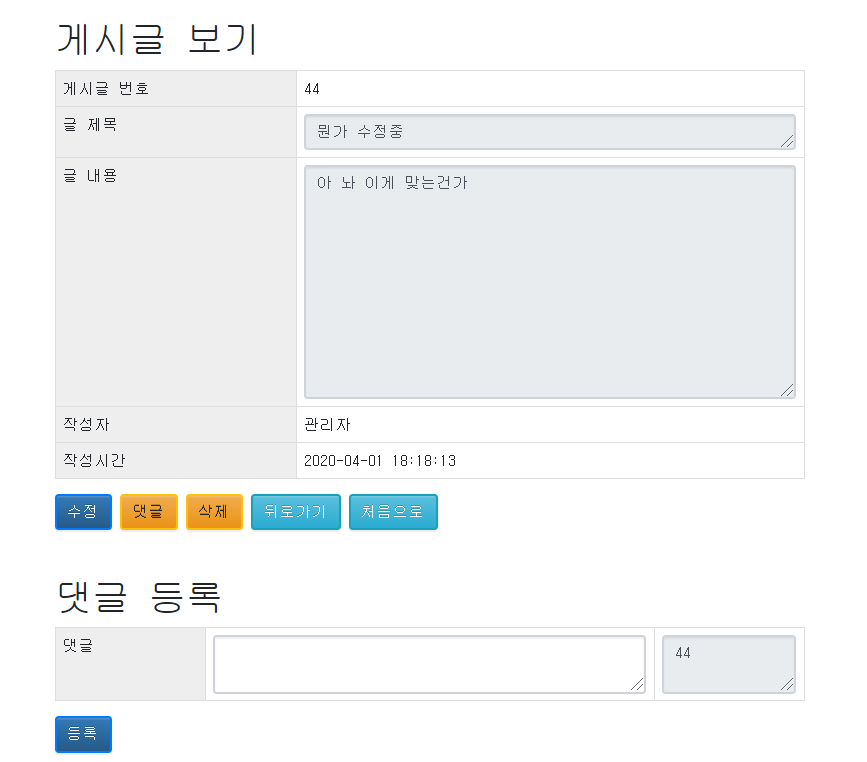 게시글 보기
게시글 번호 44
글 제목 뭔가 수정중
글 내용 아 놔 이게 맞는건가
작성자 관리자
작성시간 2020-04-01 18:18:13
수정 댓글 삭제 뒤로가기 처음으로
댓글 등록
댓글 44
등록